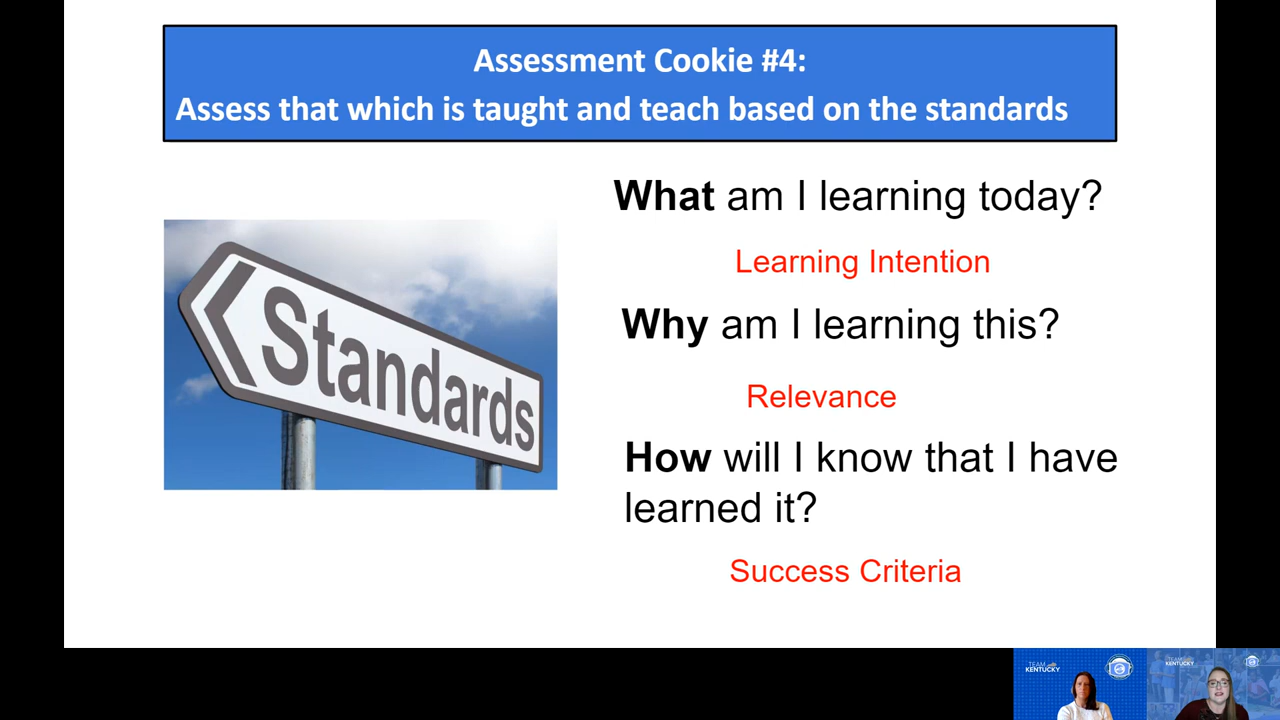 Assessment Cookie #4:
Assess that which is taught and teach based on the standards
What am I learning today?
Learning Intention
Standards
Why am I learning this?
Relevance
How will I know that I have
learned it?
Success Criteria
TEAM
KENTUCKY
TEAM
KENTUCKY